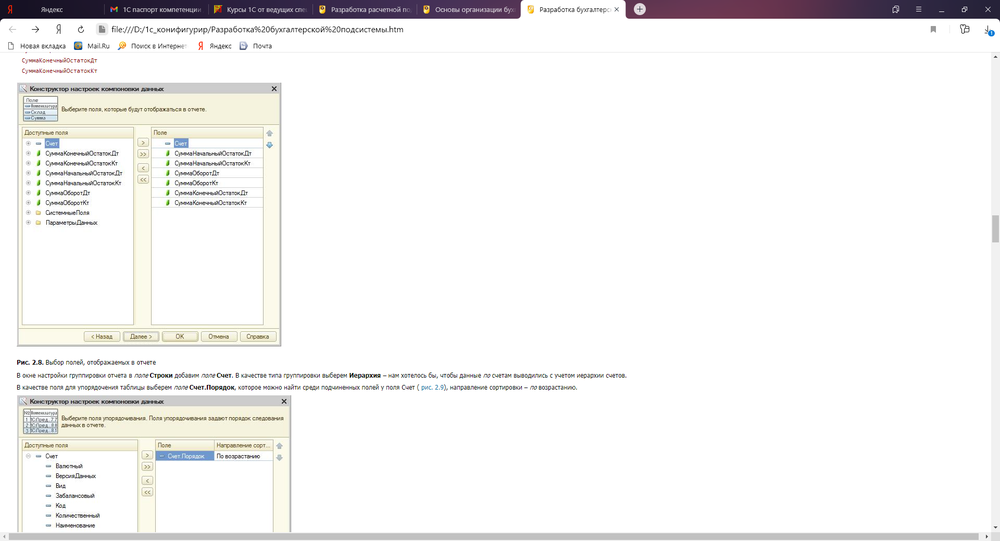 Яндекс
1С паспорт компетенции
Курсы 1С от ведущих спе
Разработка расчетной по
Основы организации бух
Разработка бухгалтерс
file:///D:/1с_конифигурир/Разработка%20бухгалтерской%20подсистемы.htm
1
Новая вкладка
Mail.Ru
Поиск в Интернет
Яндекс
Почта
СуммаКонечныйОстатокДт
СуммаКонечныйОстатокКт
Конструктор настроек компоновки данных
Поле
Номенклатура
Склад
Сумма
Выберите поля, которые будут отображаться в отчете.
Доступные поля
Счет
СуммаКонечныйОстатокДт
СуммаКонечныйОстатокКт
СуммаНачальныйОстатокДт
СуммаНачальныйОстатокКт
СуммаОборотДт
СуммаОборотКт
СистемныеПоля
ПараметрыДанных
>
>>
<
<<
Поле
Счет
СуммаНачальныйОстатокДт
СуммаНачальныйОстатокКт
СуммаОборотДт
СуммаОборотКт
СуммаКонечныйОстатокДт
СуммаКонечныйОстатокКт
< Назад
Далее >
ОК
Отмена
Справка
Рис. 2.8. Выбор полей, отображаемых в отчете
В окне настройки группировки отчета в поле Строки добавим поле Счет. В качестве типа группировки выберем Иерархия – нам хотелось бы, чтобы данные по счетам выводились с учетом иерархии счетов.
В качестве поля для упорядочения таблицы выберем поле Счет.Порядок, которое можно найти среди подчиненных полей у поля Счет ( рис. 2.9), направление сортировки – по возрастанию.
Конструктор настроек компоновки данных
№ Номенклатура
1 1С:Пред...7.7
2 1С:Пред...8.0
3 1С:Пред...8.1
Выберите поля упорядочивания. Поля упорядочивания задают порядок следования
данных в отчете.
Доступные поля
Счет
Валютный
ВерсияДанных
Вид
Забалансовый
Код
Количественный
Наименование
>
>>
<
<<
Поле
Направление сорт...
Счет.Порядок
По возрастанию